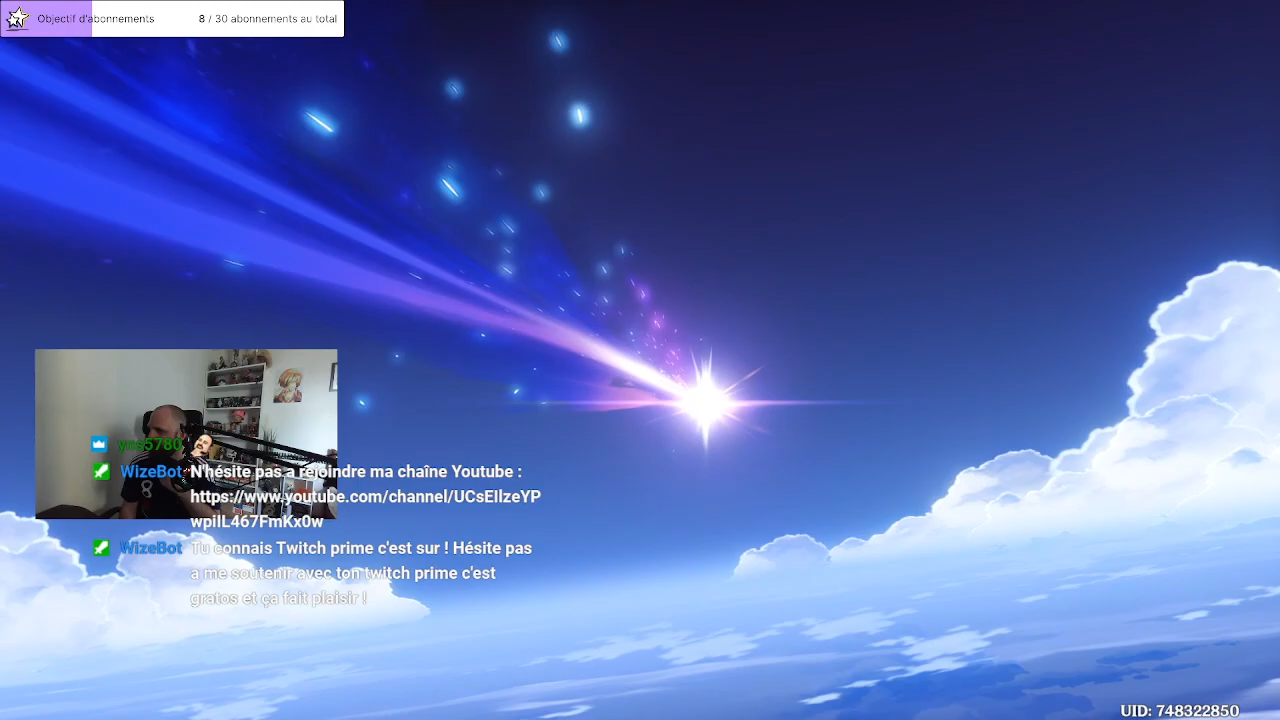 Objectif d'abonnements 8 / 30 abonnements au total
yns5780
WizeBot N'hésite pas a rejoindre ma chaîne Youtube :
https://www.youtube.com/channel/UCsEIlzeYP
wpilL467FmKx0w
WizeBot Tu connais Twitch prime c'est sur ! Hésite pas
a me soutenir avec ton twitch prime c'est
gratos et ça fait plaisir !
UID: 748322850